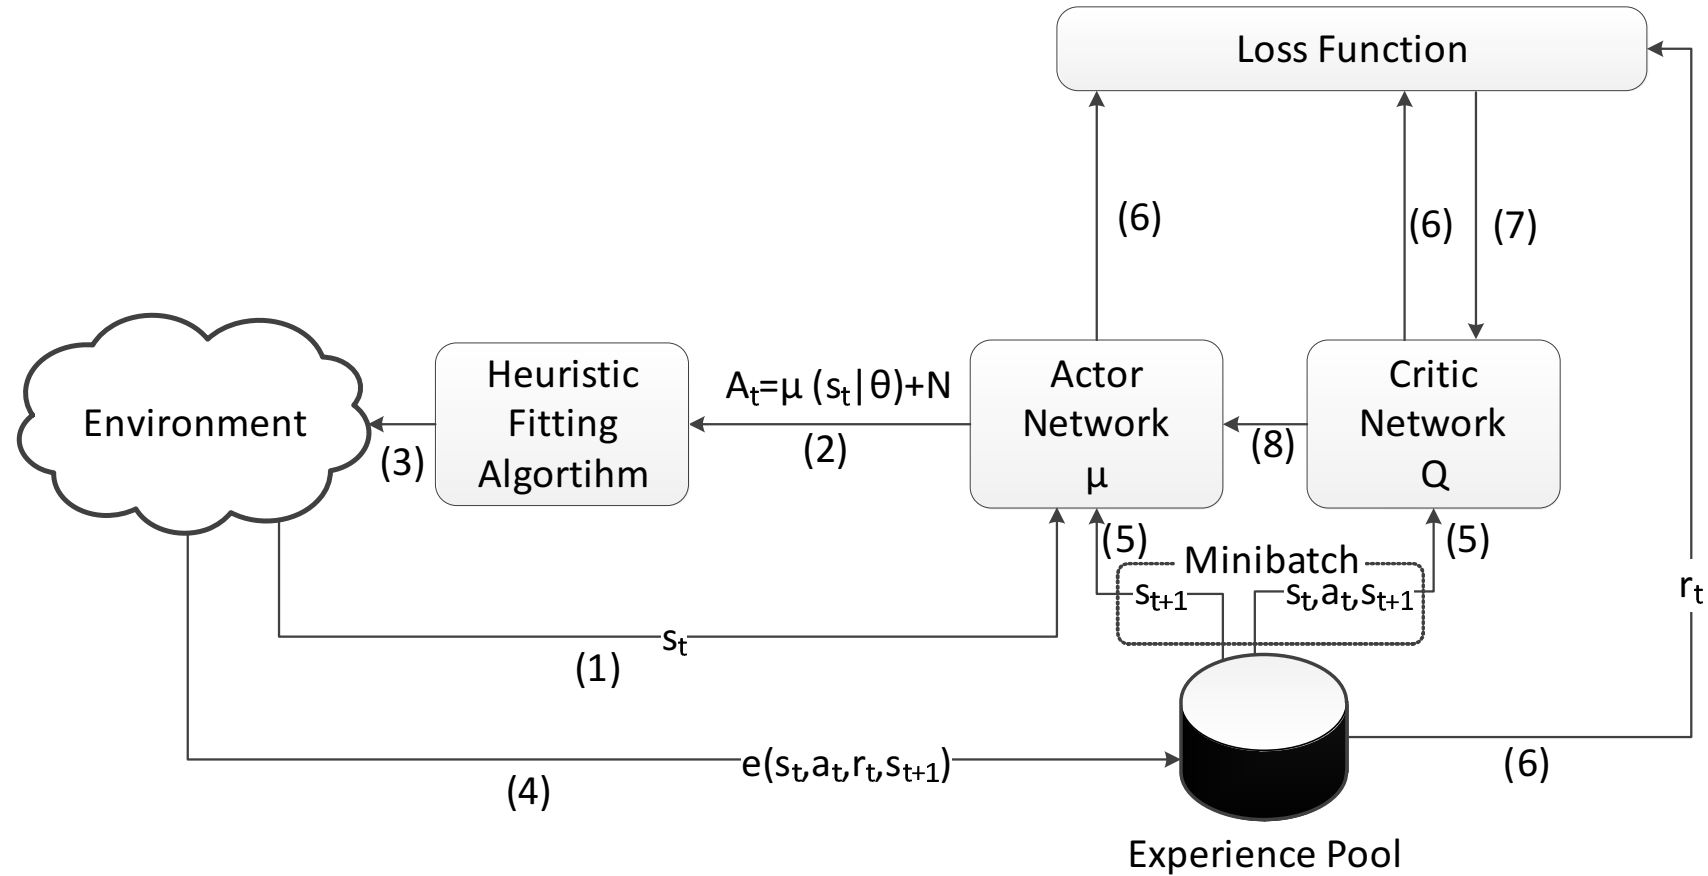 Loss Function
(6)
(6)
(7)
Environment
(3)
Heuristic
Fitting
Algortihm
Aₜ=μ (sₜ|θ)+N
(2)
Actor
Network
μ
(8)
Critic
Network
Q
(5)
(5)
Minibatch
sₜ₊₁
sₜ,aₜ,sₜ₊₁
rₜ
sₜ
(1)
e(sₜ,aₜ,rₜ,sₜ₊₁)
(4)
(6)
Experience Pool